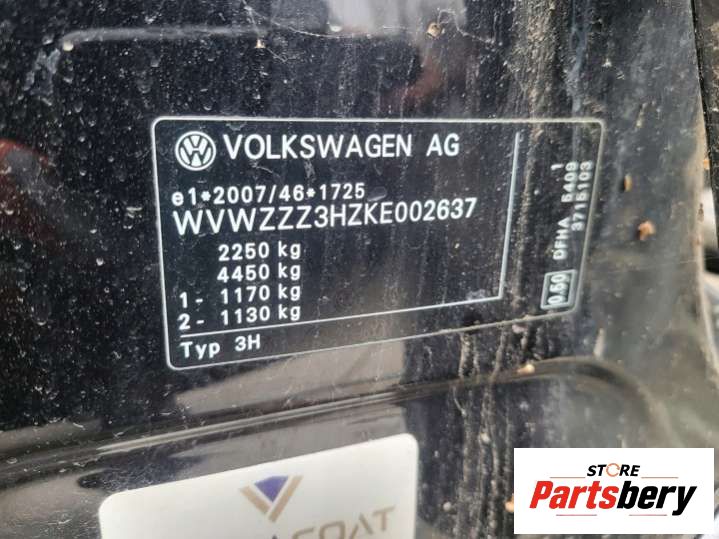 VOLKSWAGEN AG
e1*2007/46*1725
WVWZZZ3HZKE002637
2250 kg
4450 kg
1 - 1170 kg
2 - 1130 kg
Typ 3H
1
DFHA 5409
3715103
0.50
STORE
Partsbery